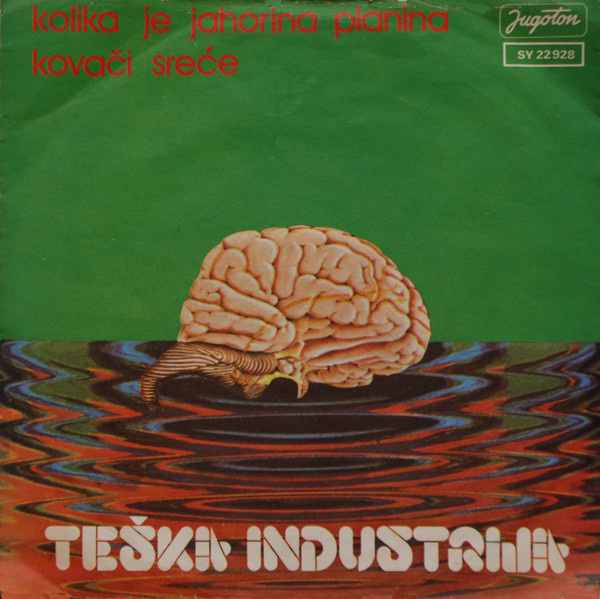 kolika je jahorina planina
kovači sreće
Jugoton
SY 22928
TEŠKA INDUSTRIJA